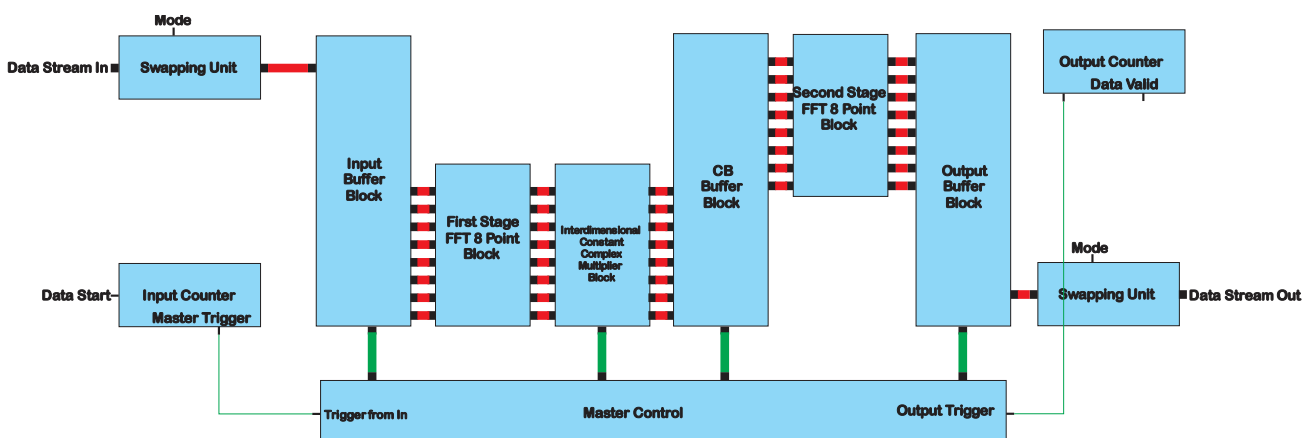 Mode
Data Stream In
Swapping Unit
Input
Buffer
Block
First Stage
FFT 8 Point
Block
Interdimensional
Constant
Complex
Multiplier
Block
CB
Buffer
Block
Second Stage
FFT 8 Point
Block
Output
Buffer
Block
Output Counter
Data Valid
Mode
Swapping Unit
Data Stream Out
Data Start
Input Counter
Master Trigger
Trigger from In
Master Control
Output Trigger